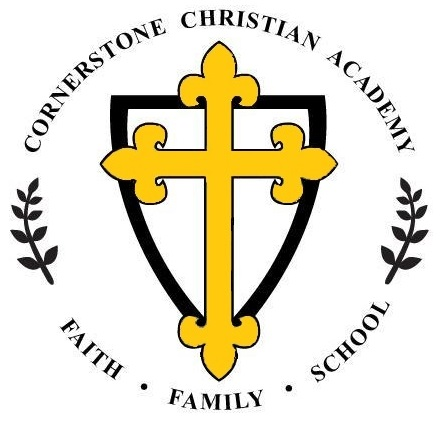 CORNERSTONE CHRISTIAN ACADEMY
FAITH • FAMILY • SCHOOL